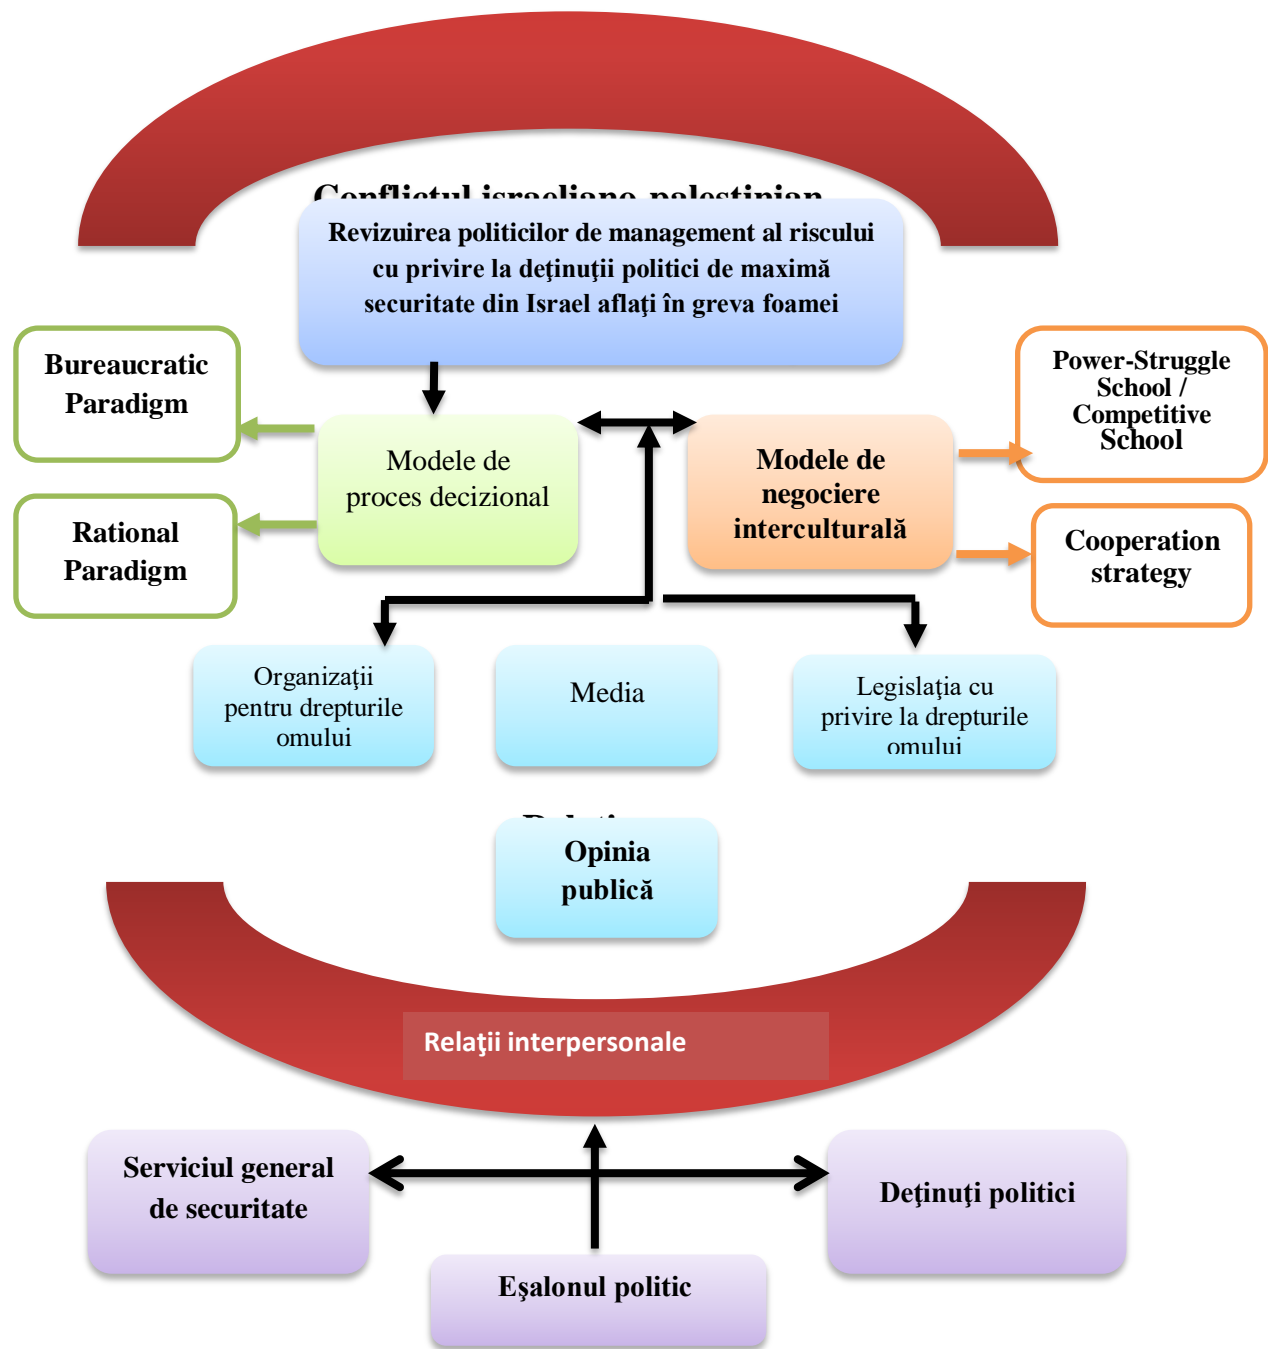 Conflictul israeliano-palestinian
Revizuirea politicilor de management al riscului
cu privire la deţinuţii politici de maximă
securitate din Israel aflaţi în greva foamei
Bureaucratic
Paradigm
Rational
Paradigm
Modele de
proces decizional
Modele de
negociere
interculturală
Power-Struggle
School /
Competitive
School
Cooperation
strategy
Organizaţii
pentru drepturile
omului
Media
Legislaţia cu
privire la drepturile
omului
Opinia
publică
Relaţii interpersonale
Serviciul general
de securitate
Deţinuţi politici
Eşalonul politic